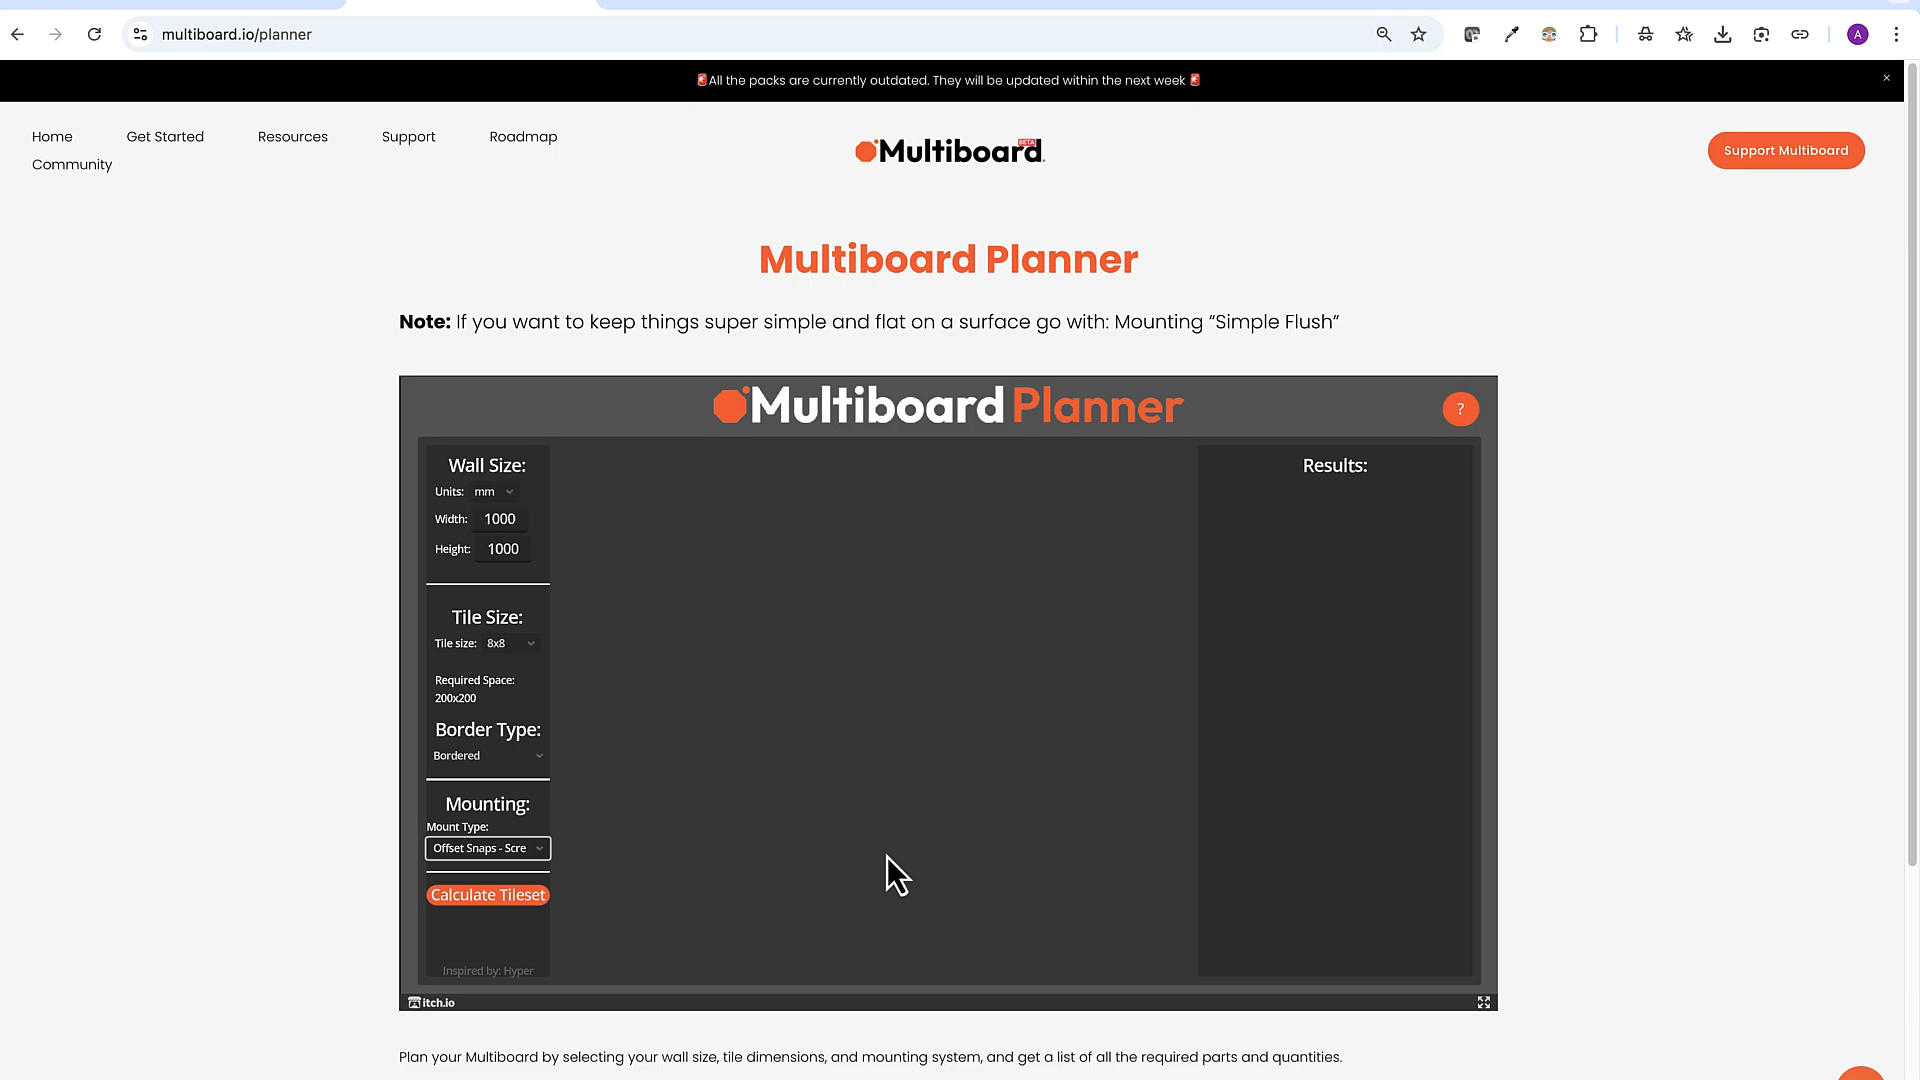 multiboard.io/planner
A
🚨All the packs are currently outdated. They will be updated within the next week 🚨
×
Home
Get Started
Resources
Support
Roadmap
Community
Multiboard.
BETA
Support Multiboard
Multiboard Planner
Note: If you want to keep things super simple and flat on a surface go with: Mounting “Simple Flush”
Multiboard Planner
?
Wall Size:
Units: mm
Width: 1000
Height: 1000
Tile Size:
Tile size: 8x8
Required Space:
200x200
Border Type:
Bordered
Mounting:
Mount Type:
Offset Snaps - Scre
Calculate Tileset
Inspired by: Hyper
Results:
itch.io
Plan your Multiboard by selecting your wall size, tile dimensions, and mounting system, and get a list of all the required parts and quantities.